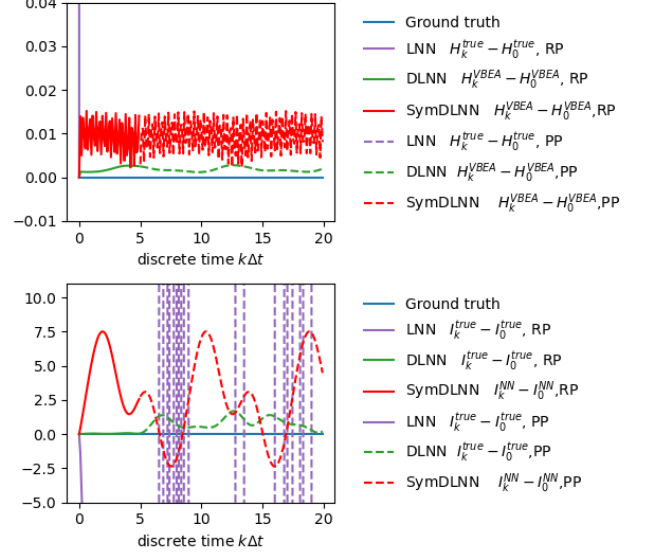 0.04
0.03
0.02
0.01
0.00
−0.01
0 5 10 15 20
discrete time kΔt
Ground truth
LNN H_k^{true} − H_0^{true}, RP
DLNN H_k^{VBEA} − H_0^{VBEA}, RP
SymDLNN H_k^{VBEA} − H_0^{VBEA},RP
LNN H_k^{true} − H_0^{true}, PP
DLNN H_k^{VBEA} − H_0^{VBEA},PP
SymDLNN H_k^{VBEA} − H_0^{VBEA},PP
10.0
7.5
5.0
2.5
0.0
−2.5
−5.0
0 5 10 15 20
discrete time kΔt
Ground truth
LNN I_k^{true} − I_0^{true}, RP
DLNN I_k^{true} − I_0^{true}, RP
SymDLNN I_k^{NN} − I_0^{NN},RP
LNN I_k^{true} − I_0^{true}, PP
DLNN I_k^{true} − I_0^{true},PP
SymDLNN I_k^{NN} − I_0^{NN},PP